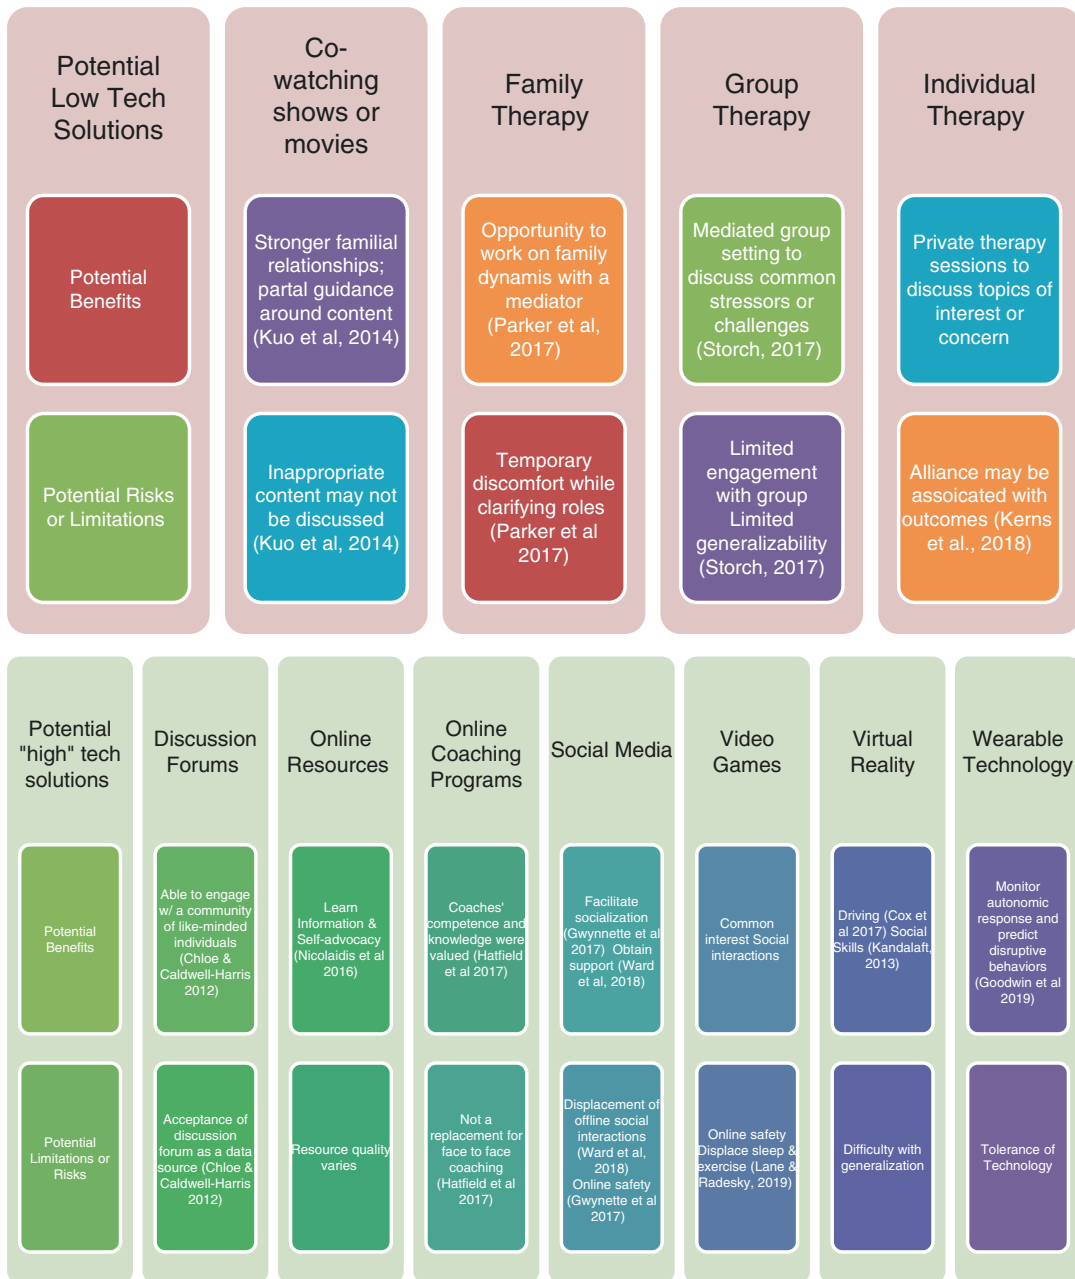 Potential
Low Tech
Solutions
Potential
Benefits
Potential Risks
or Limitations
Co-
watching
shows or
movies
Stronger familial
relationships;
partal guidance
around content
(Kuo et al, 2014)
Inappropriate
content may not
be discussed
(Kuo et al, 2014)
Family
Therapy
Opportunity to
work on family
dynamis with a
mediator
(Parker et al,
2017)
Temporary
discomfort while
clarifying roles
(Parker et al
2017)
Group
Therapy
Mediated group
setting to
discuss common
stressors or
challenges
(Storch, 2017)
Limited
engagement
with group
Limited
generalizability
(Storch, 2017)
Individual
Therapy
Private therapy
sessions to
discuss topics of
interest or
concern
Alliance may be
assoicated with
outcomes (Kerns
et al., 2018)
Potential
"high" tech
solutions
Potential
Benefits
Potential
Limitations or
Risks
Discussion
Forums
Able to engage
w/ a community
of like-minded
individuals
(Chloe &
Caldwell-Harris
2012)
Acceptance of
discussion
forum as a data
source (Chloe &
Caldwell-Harris
2012)
Online
Resources
Learn
Information &
Self-advocacy
(Nicolaidis et al
2016)
Resource quality
varies
Online
Coaching
Programs
Coaches'
competence and
knowledge were
valued (Hatfield
et al 2017)
Not a
replacement for
face to face
coaching
(Hatfield et al
2017)
Social Media
Facilitate
socialization
(Gwynnette et al
2017) Obtain
support (Ward
et al, 2018)
Displacement of
offline social
interactions
(Ward et al,
2018)
Online safety
(Gwynette et al
2017)
Video
Games
Common
interest Social
interactions
Online safety
Displace sleep &
exercise (Lane &
Radesky, 2019)
Virtual
Reality
Driving (Cox et
al 2017) Social
Skills (Kandalaft,
2013)
Difficulty with
generalization
Wearable
Technology
Monitor
autonomic
response and
predict
disruptive
behaviors
(Goodwin et al
2019)
Tolerance of
Technology